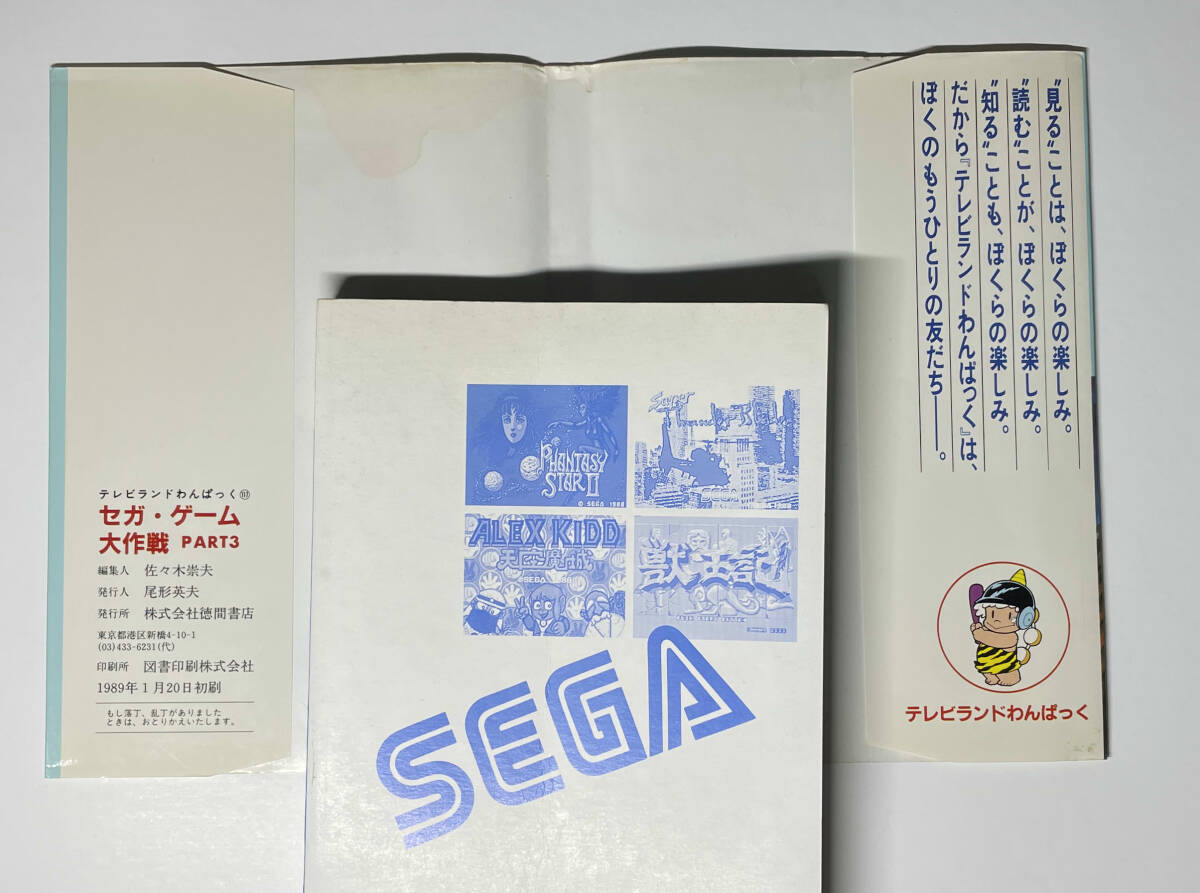 テレビランドわんぱっく
セガ・ゲーム
大作戦 PART3
編集人 佐々木崇夫
発行人 尾形英夫
発行所 株式会社徳間書店
東京都港区新橋4-10-1
(03)433-6231(代)
印刷所 図書印刷株式会社
1989年1月20日初刷
もし落丁、乱丁がありました
ときは、おとりかえいたします。
PHANTASY
STAR II
© SEGA 1988
Super
SEGA
ALEX KIDD
天空魔城
©SEGA 1986
獣王記
SEGA
“見る”ことは、ぼくらの楽しみ。
“読む”ことが、ぼくらの楽しみ。
“知る”ことも、ぼくらの楽しみ。
だから『テレビランドわんぱっく』は、
ぼくのもうひとりの友だち——。
テレビランドわんぱっく